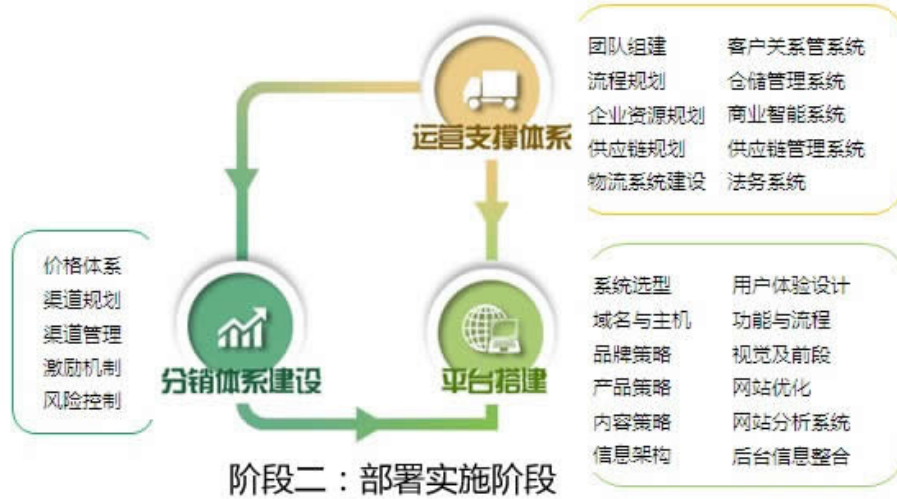 团队组建 客户关系管系统
流程规划 仓储管理系统
企业资源规划 商业智能系统
供应链规划 供应链管理系统
物流系统建设 法务系统
运营支撑体系
价格体系
渠道规划
渠道管理
激励机制
风险控制
分销体系建设
平台搭建
系统选型 用户体验设计
域名与主机 功能与流程
品牌策略 视觉及前段
产品策略 网站优化
内容策略 网站分析系统
信息架构 后台信息整合
阶段二：部署实施阶段